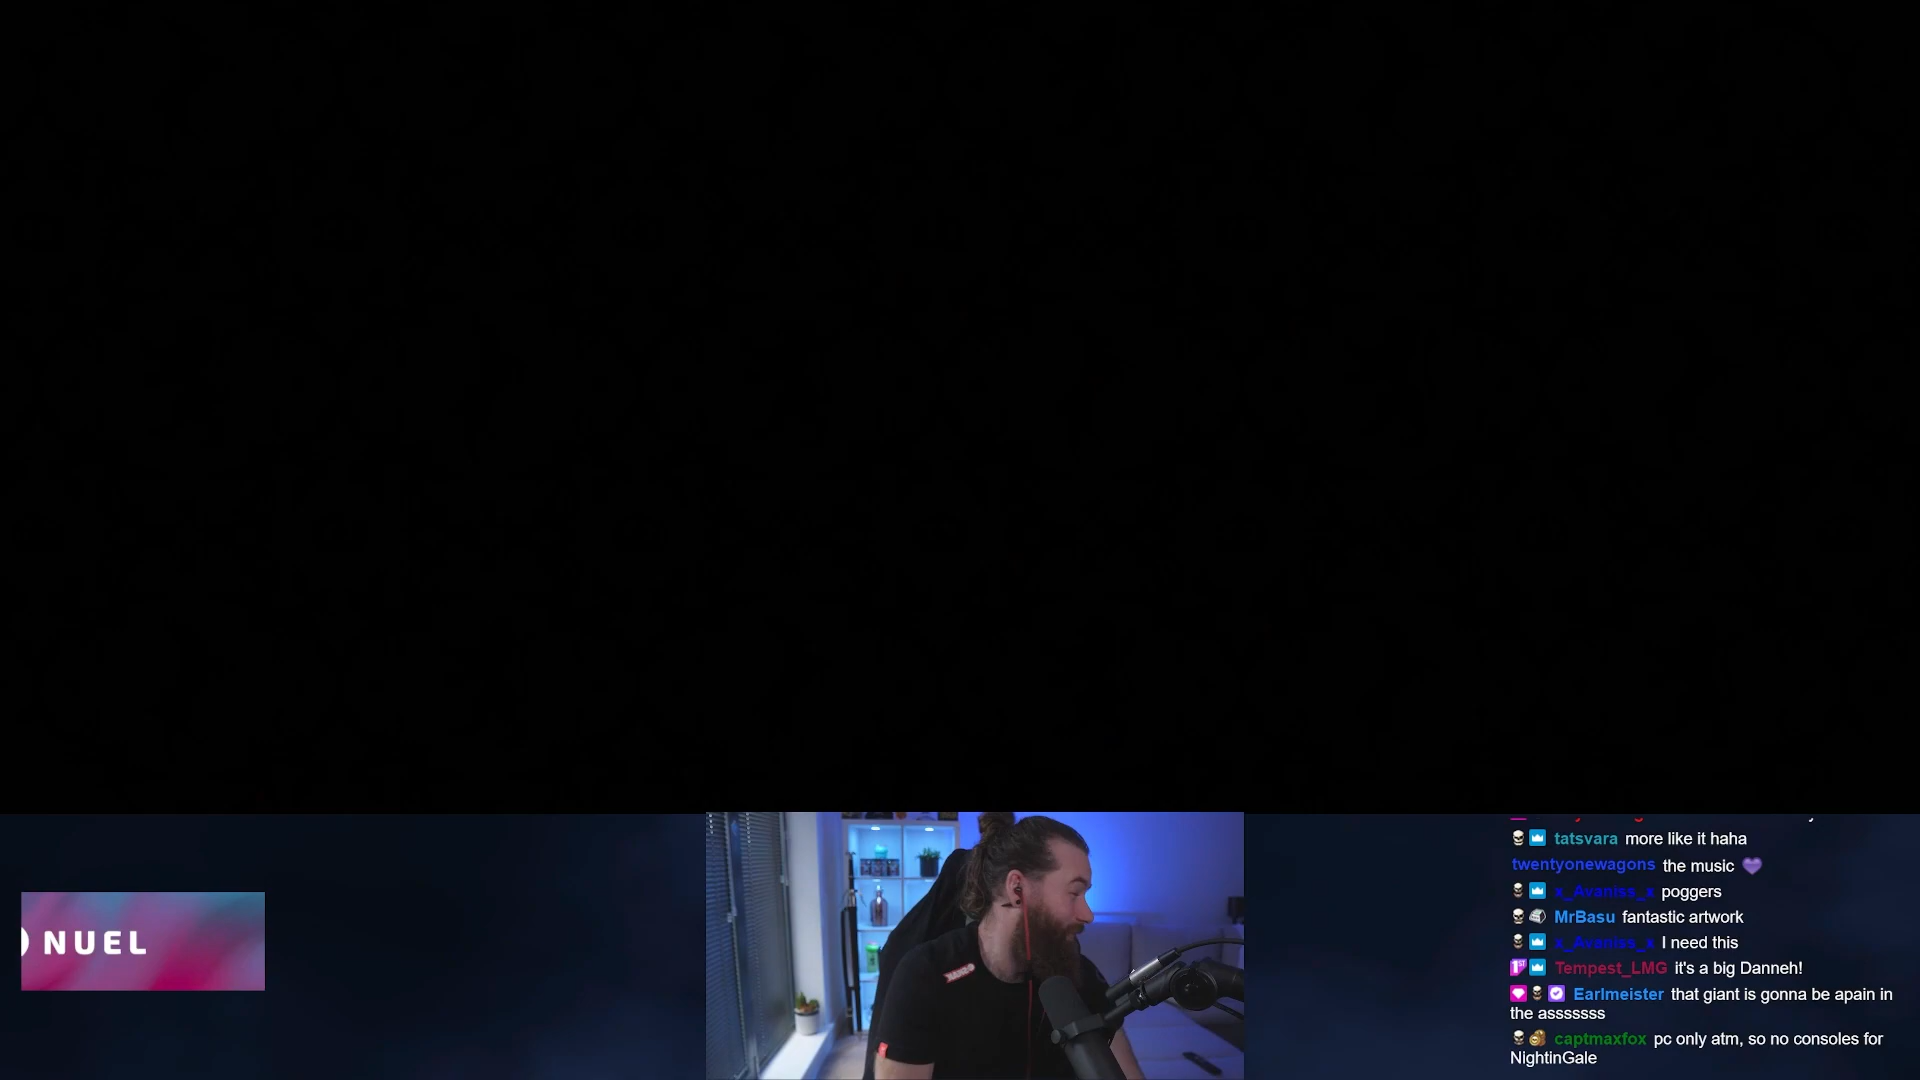 NUEL
tatsvara more like it haha
twentyonewagons the music
x_Avaniss_x poggers
MrBasu fantastic artwork
x_Avaniss_x I need this
Tempest_LMG it's a big Danneh!
Earlmeister that giant is gonna be apain in
the asssssss
captmaxfox pc only atm, so no consoles for
NightinGale